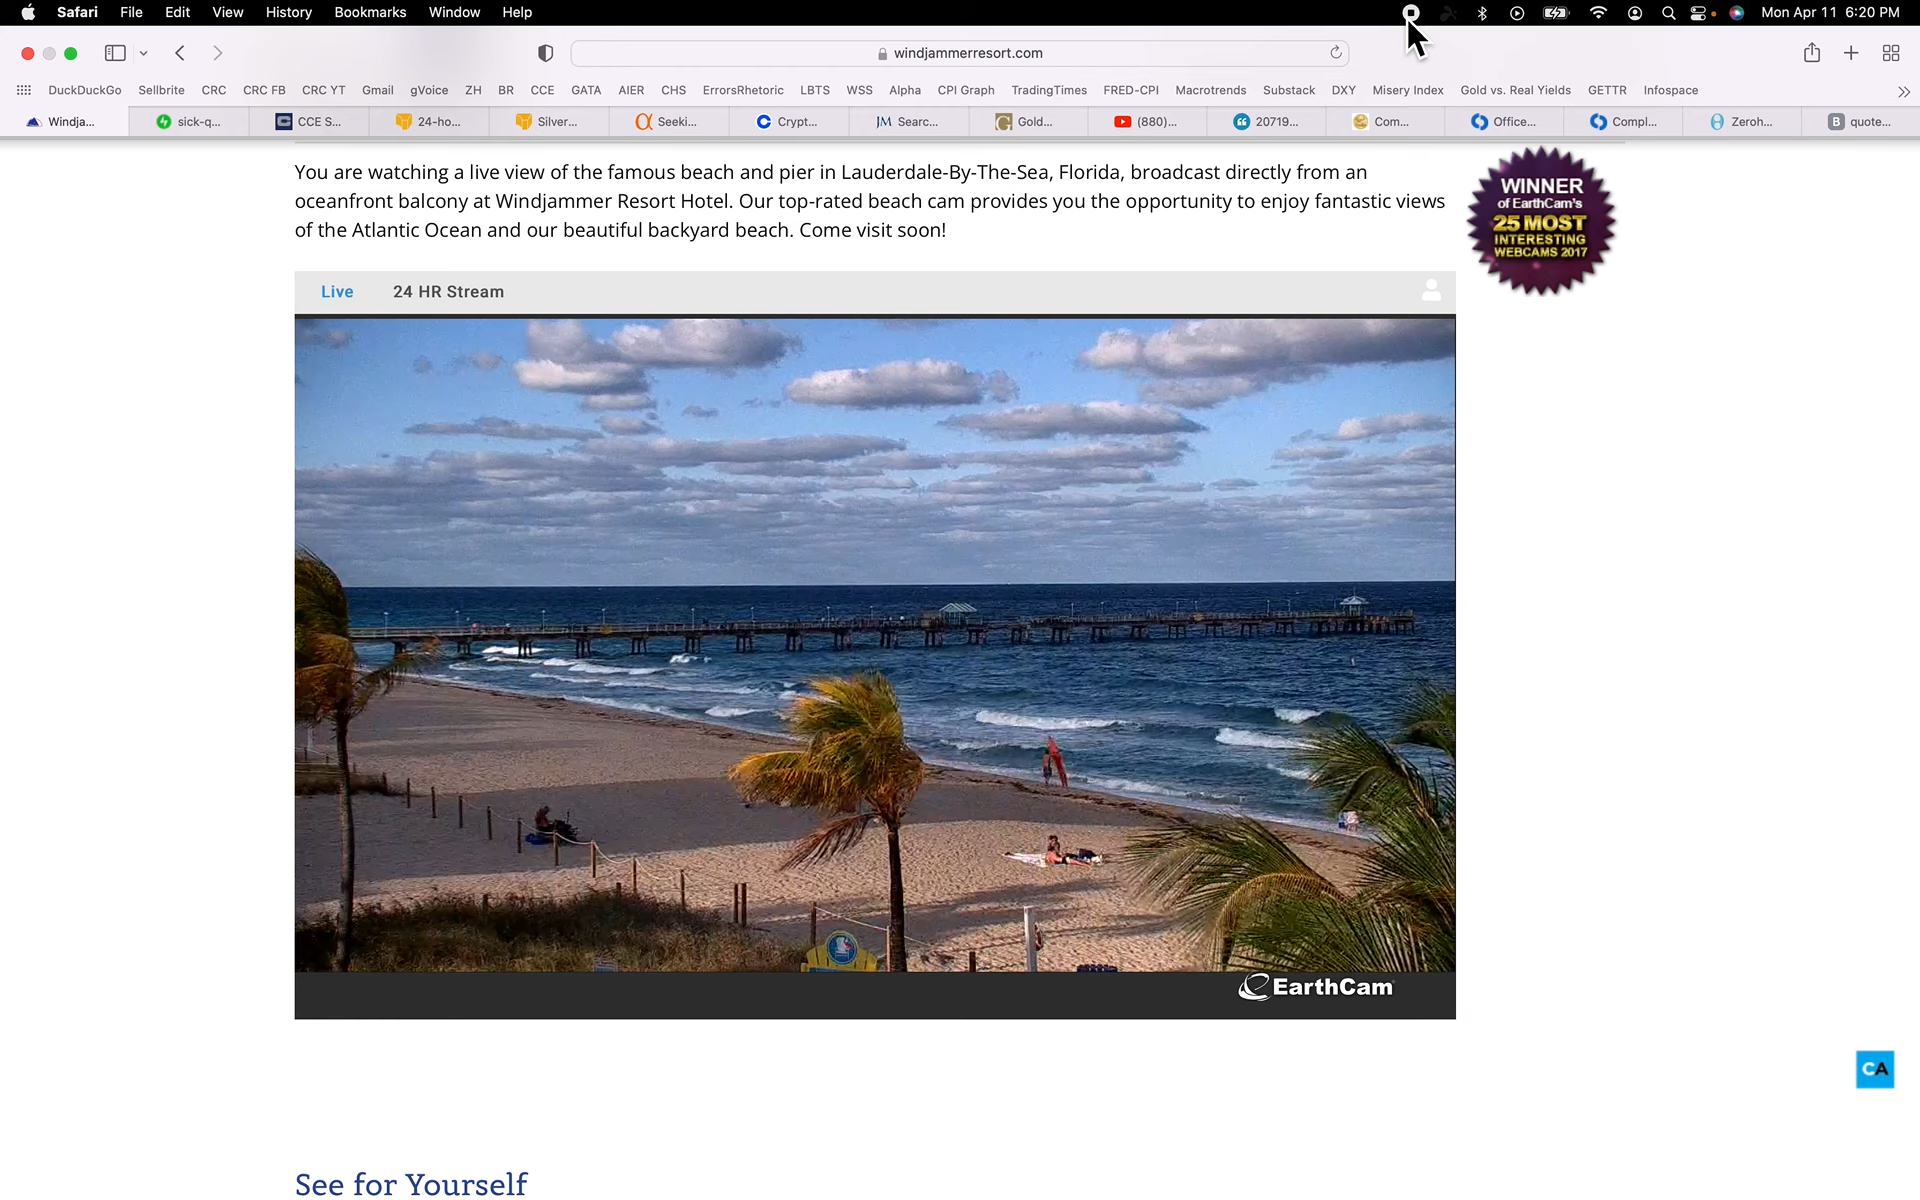 Safari File Edit View History Bookmarks Window Help Mon Apr 11 6:20 PM
windjammerresort.com
DuckDuckGo Sellbrite CRC CRC FB CRC YT Gmail gVoice ZH BR CCE GATA AIER CHS ErrorsRhetoric LBTS WSS Alpha CPI Graph TradingTimes FRED-CPI Macrotrends Substack DXY Misery Index Gold vs. Real Yields GETTR Infospace
Windja... sick-q... CCE S... 24-ho... Silver... Seeki... Crypt... JM Searc... Gold... (880)... 20719... Com... Office... Compl... Zeroh... B quote...
You are watching a live view of the famous beach and pier in Lauderdale-By-The-Sea, Florida, broadcast directly from an
oceanfront balcony at Windjammer Resort Hotel. Our top-rated beach cam provides you the opportunity to enjoy fantastic views
of the Atlantic Ocean and our beautiful backyard beach. Come visit soon!
WINNER
of EarthCam's
25 MOST
INTERESTING
WEBCAMS 2017
Live 24 HR Stream
EarthCam
CA
See for Yourself